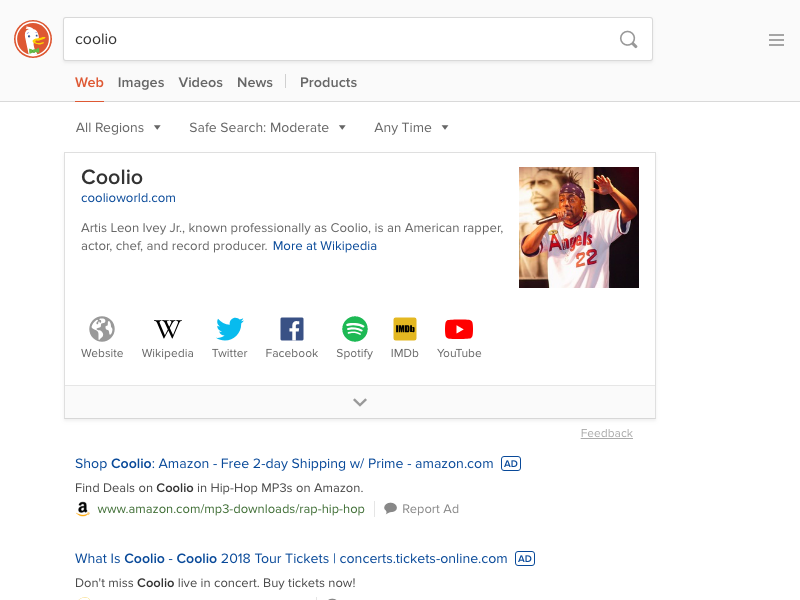 coolio
Web Images Videos News Products
All Regions Safe Search: Moderate Any Time
Coolio
coolioworld.com
Artis Leon Ivey Jr., known professionally as Coolio, is an American rapper,
actor, chef, and record producer. More at Wikipedia
Angels
22
W
IMDb
Website Wikipedia Twitter Facebook Spotify IMDb YouTube
Feedback
Shop Coolio: Amazon - Free 2-day Shipping w/ Prime - amazon.com AD
Find Deals on Coolio in Hip-Hop MP3s on Amazon.
a www.amazon.com/mp3-downloads/rap-hip-hop Report Ad
What Is Coolio - Coolio 2018 Tour Tickets | concerts.tickets-online.com AD
Don't miss Coolio live in concert. Buy tickets now!